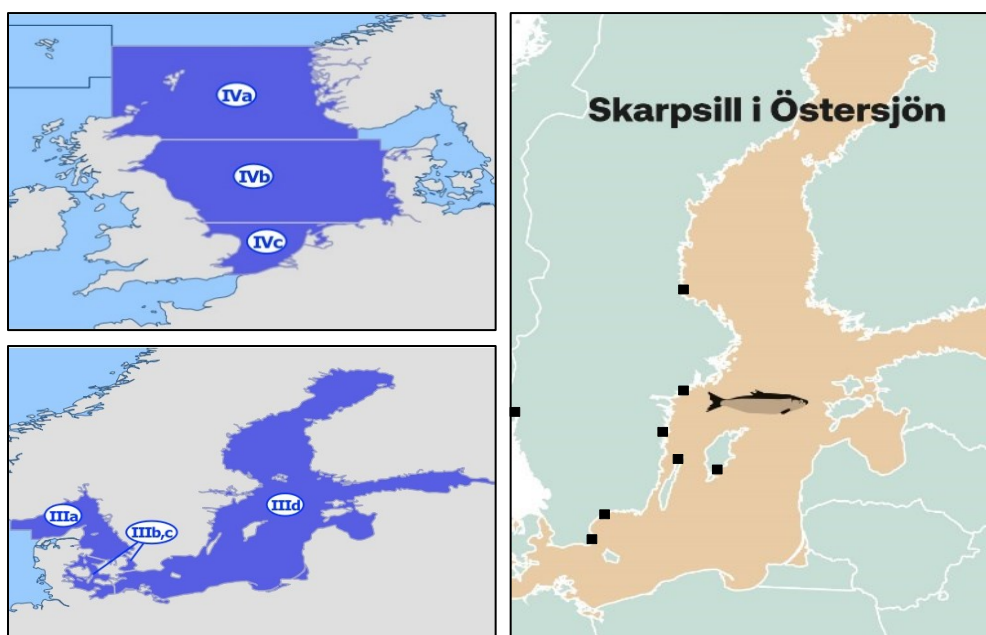 IVa
IVb
IVc
IIIa
IIIb,c
IIId
Skarpsill i Östersjön